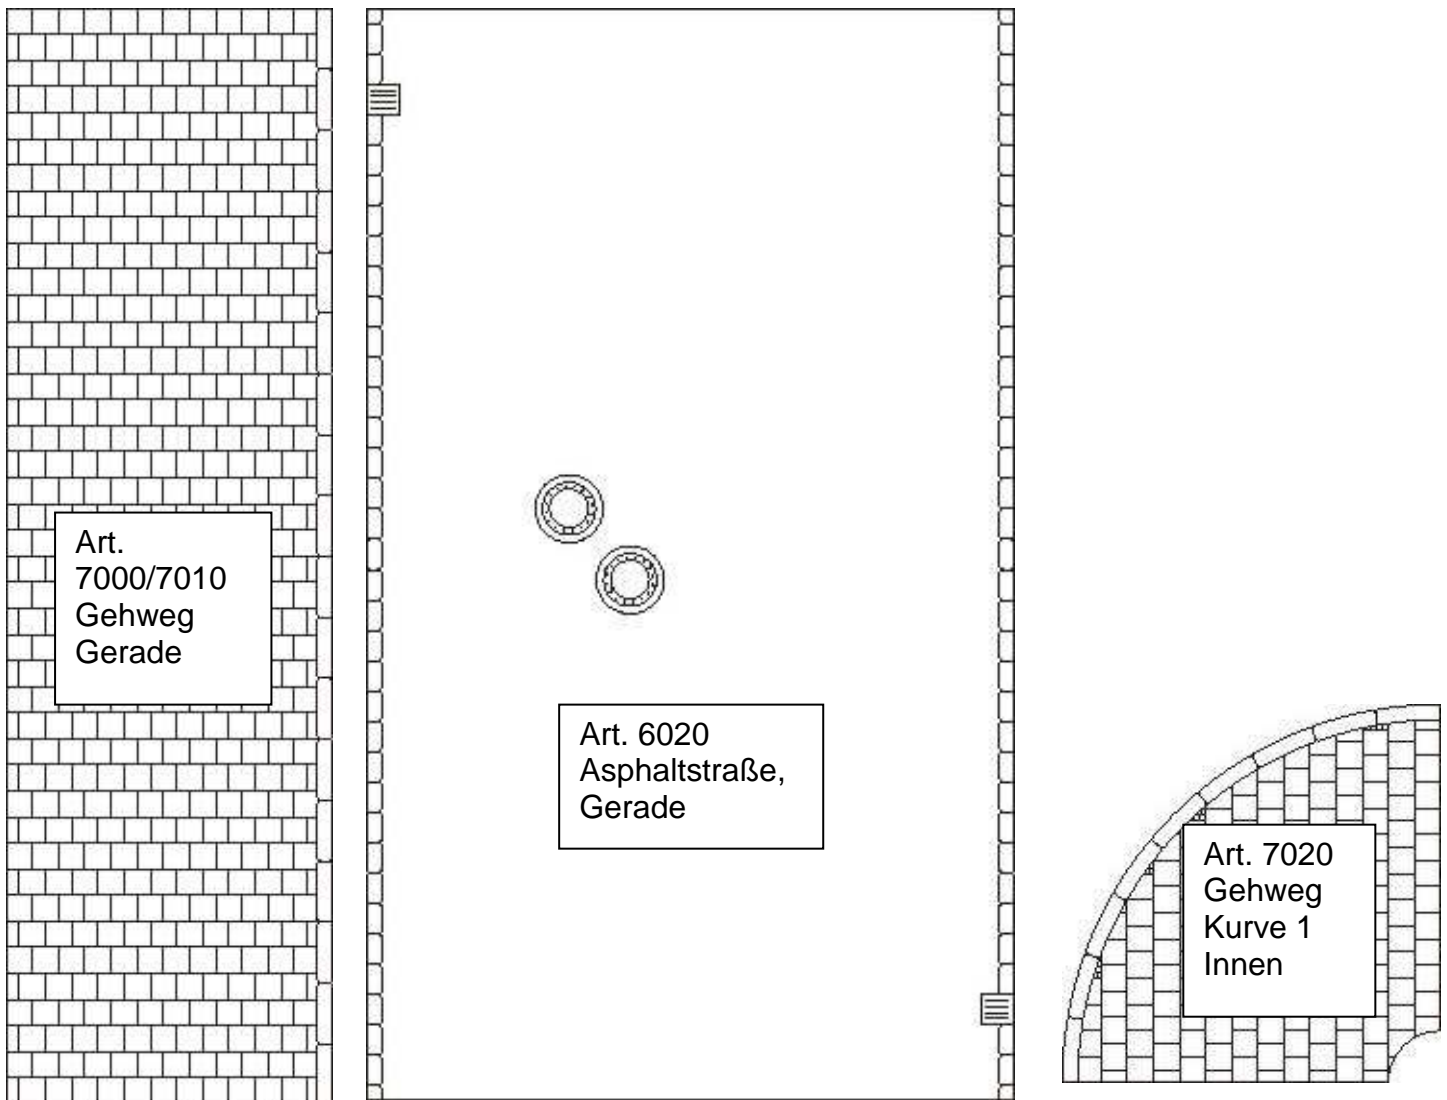 Art.
7000/7010
Gehweg
Gerade
Art. 6020
Asphaltstraße,
Gerade
Art. 7020
Gehweg
Kurve 1
Innen